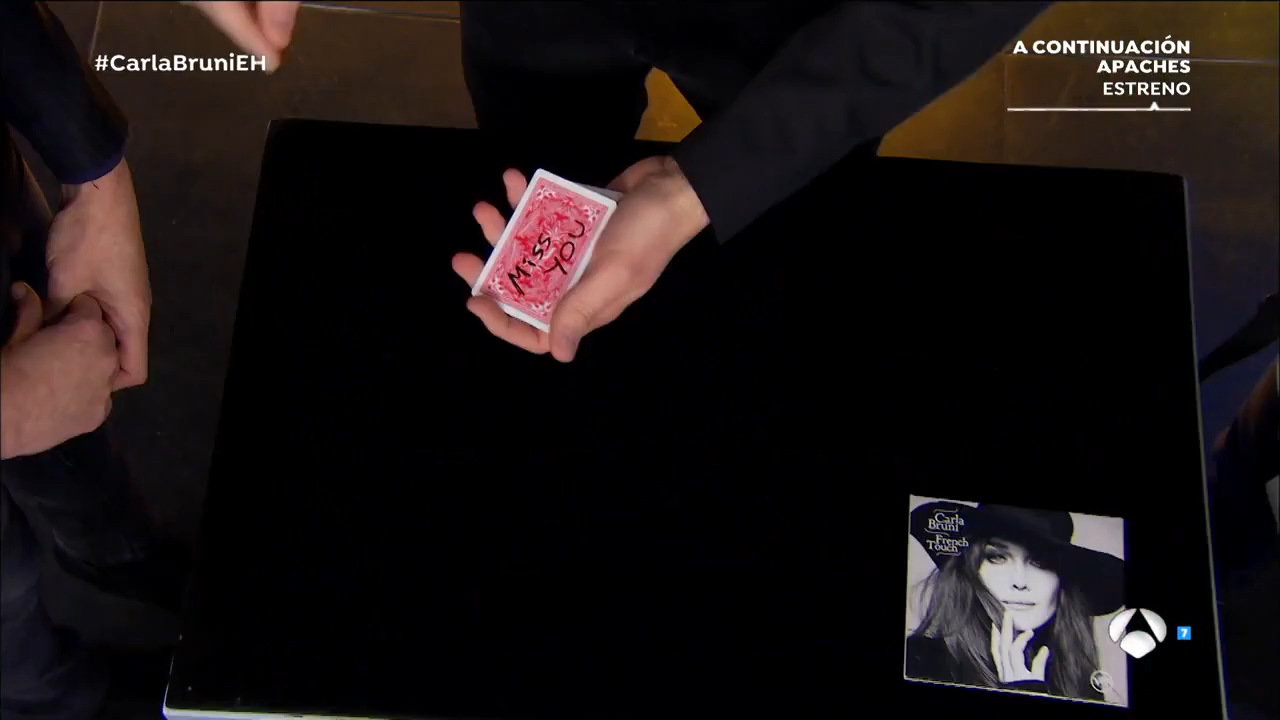 #CarlaBruniEH
A CONTINUACIÓN
APACHES
ESTRENO
MISS
YOU
Carla
Bruni
French
Touch
7